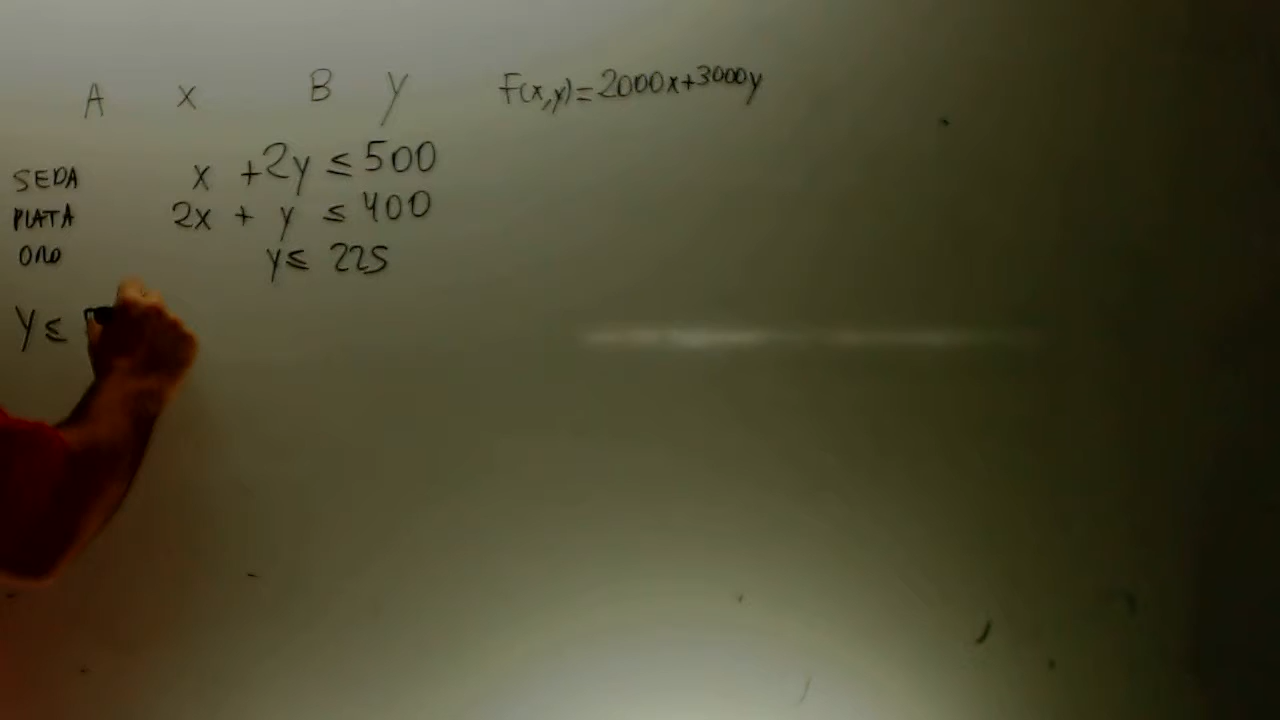 A x B y F(x,y)=2000x+3000y
SEDA x +2y ≤ 500
PLATA 2x + y ≤ 400
ORO y ≤ 225
y ≤